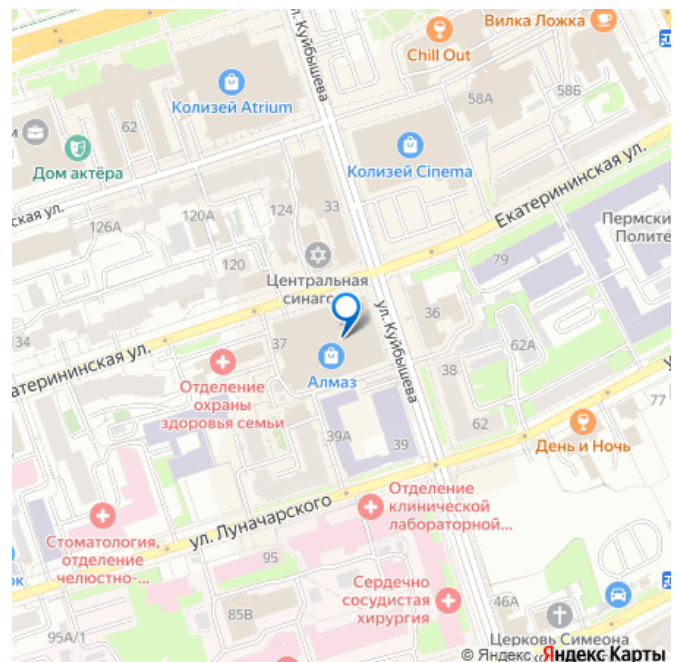 Вилка Ложка
Chill Out
ул. Куйбышева
Колизей Atrium
58А
58Б
62
Дом актёра
Колизей Cinema
Екатерининская ул.
ская ул.
126А
120А
124
33
Пермски
Полите
120
Центральная
синаго
79
ул. Куйбышева
36
34
37
62А
Алмаз
38
атерининская ул.
Отделение
охраны
здоровья семьи
77
62
39А
39
День и Ночь
ул. Луначарского
Отделение
клинической
лабораторной...
Стоматология,
отделение
челюстно-...
95
Сердечно
сосудистая
хирургия
ок
85В
46А
95А/1
Церковь Симеона
© Яндекс
Яндекс Карты